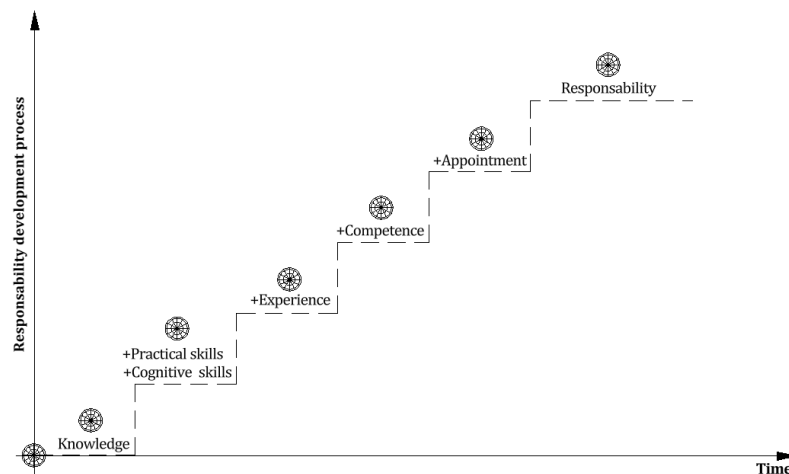 Responsability development process
Responsability
+Appointment
+Competence
+Experience
+Practical skills
+Cognitive skills
Knowledge
Time